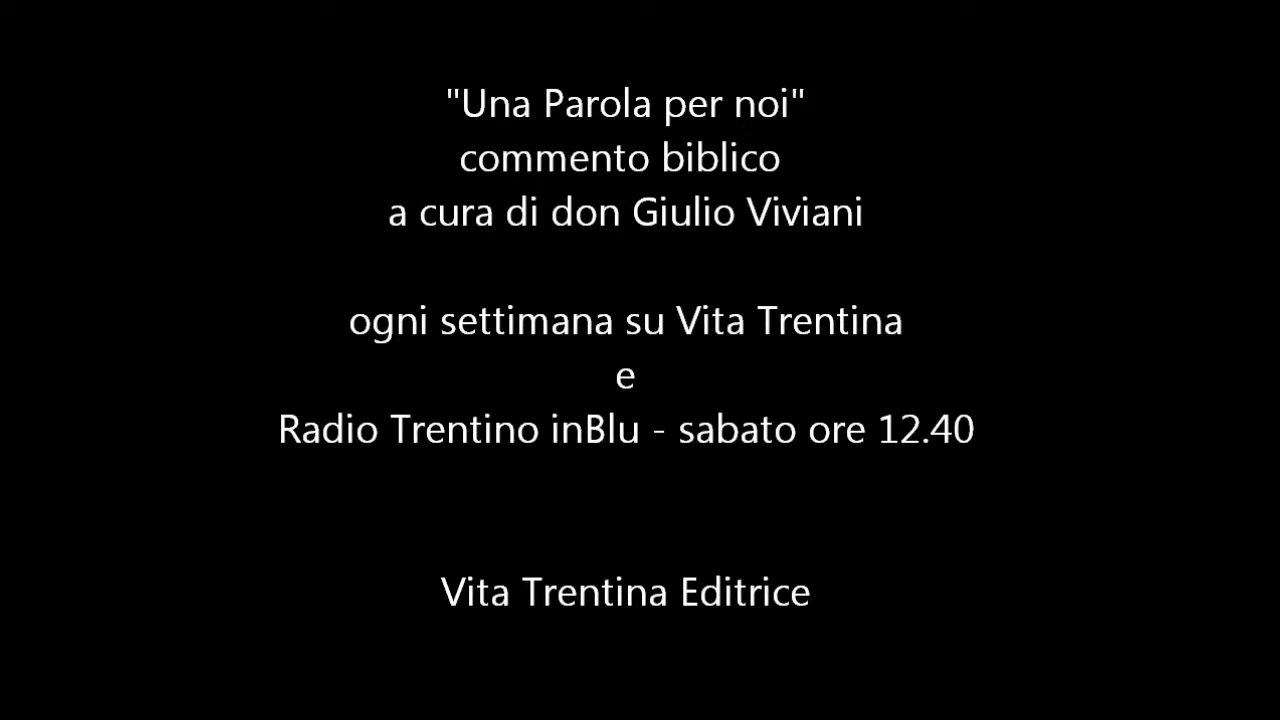 "Una Parola per noi"
commento biblico
a cura di don Giulio Viviani
ogni settimana su Vita Trentina
e
Radio Trentino inBlu - sabato ore 12.40
Vita Trentina Editrice